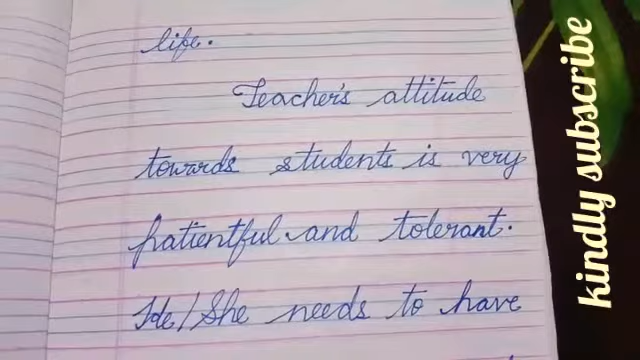 life.
Teacher's attitude
towards students is very
patientful and tolerant.
He/She needs to have
kindly subscribe